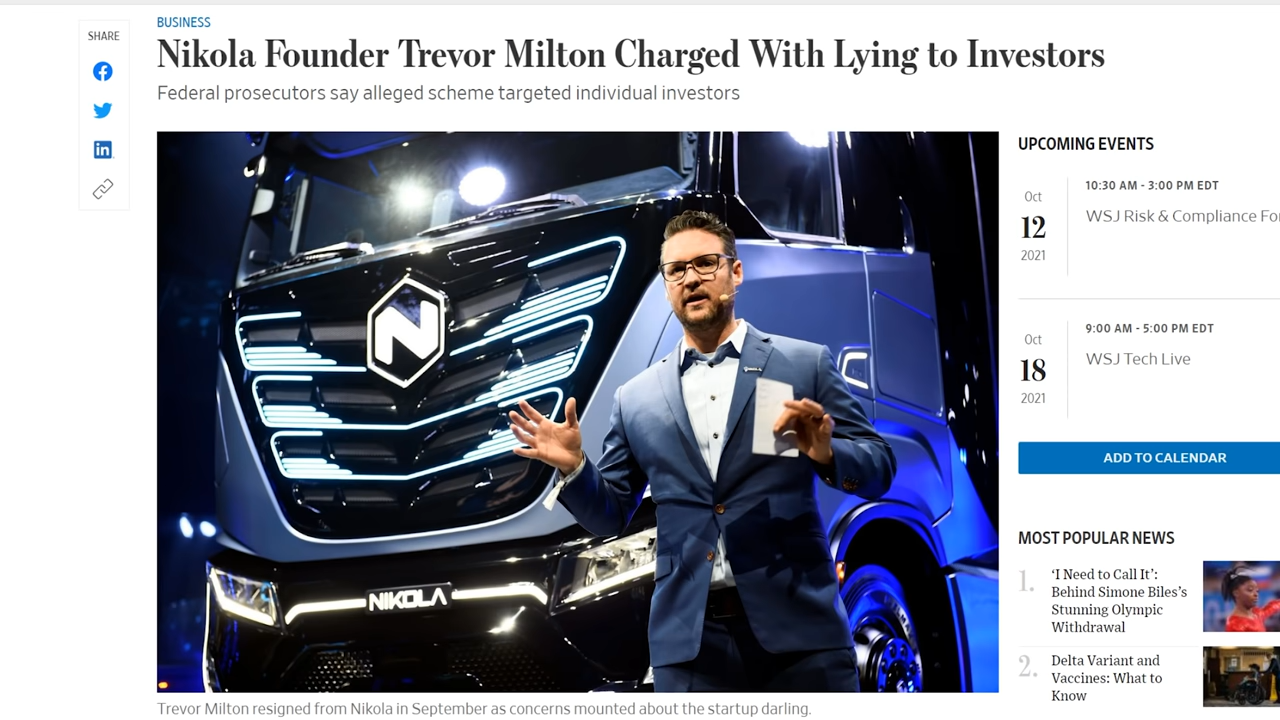 SHARE
BUSINESS
Nikola Founder Trevor Milton Charged With Lying to Investors
Federal prosecutors say alleged scheme targeted individual investors
N
NIKOLA
Trevor Milton resigned from Nikola in September as concerns mounted about the startup darling.
UPCOMING EVENTS
Oct
12
2021
10:30 AM - 3:00 PM EDT
WSJ Risk & Compliance Fo
Oct
18
2021
9:00 AM - 5:00 PM EDT
WSJ Tech Live
ADD TO CALENDAR
MOST POPULAR NEWS
1.
‘I Need to Call It’:
Behind Simone Biles’s
Stunning Olympic
Withdrawal
2.
Delta Variant and
Vaccines: What to
Know